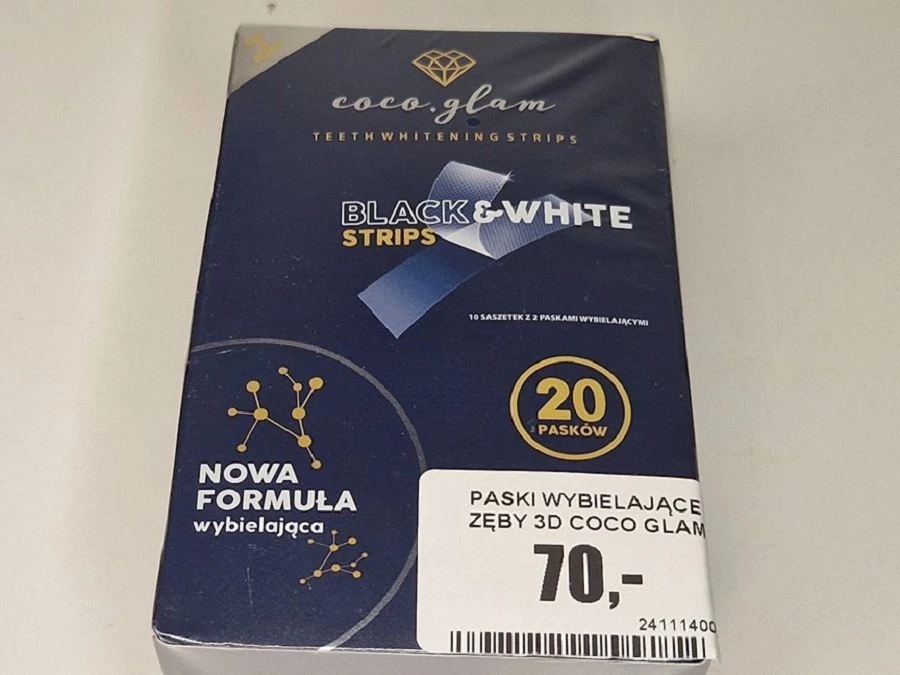 coco.glam
TEETH WHITENING STRIPS
BLACK & WHITE
STRIPS
10 SASZETEK Z 2 PASKAMI WYBIELAJĄCYMI
20
PASKÓW
NOWA
FORMUŁA
wybielająca
PASKI WYBIELAJĄCE
ZĘBY 3D COCO GLAM
70,-
24111400